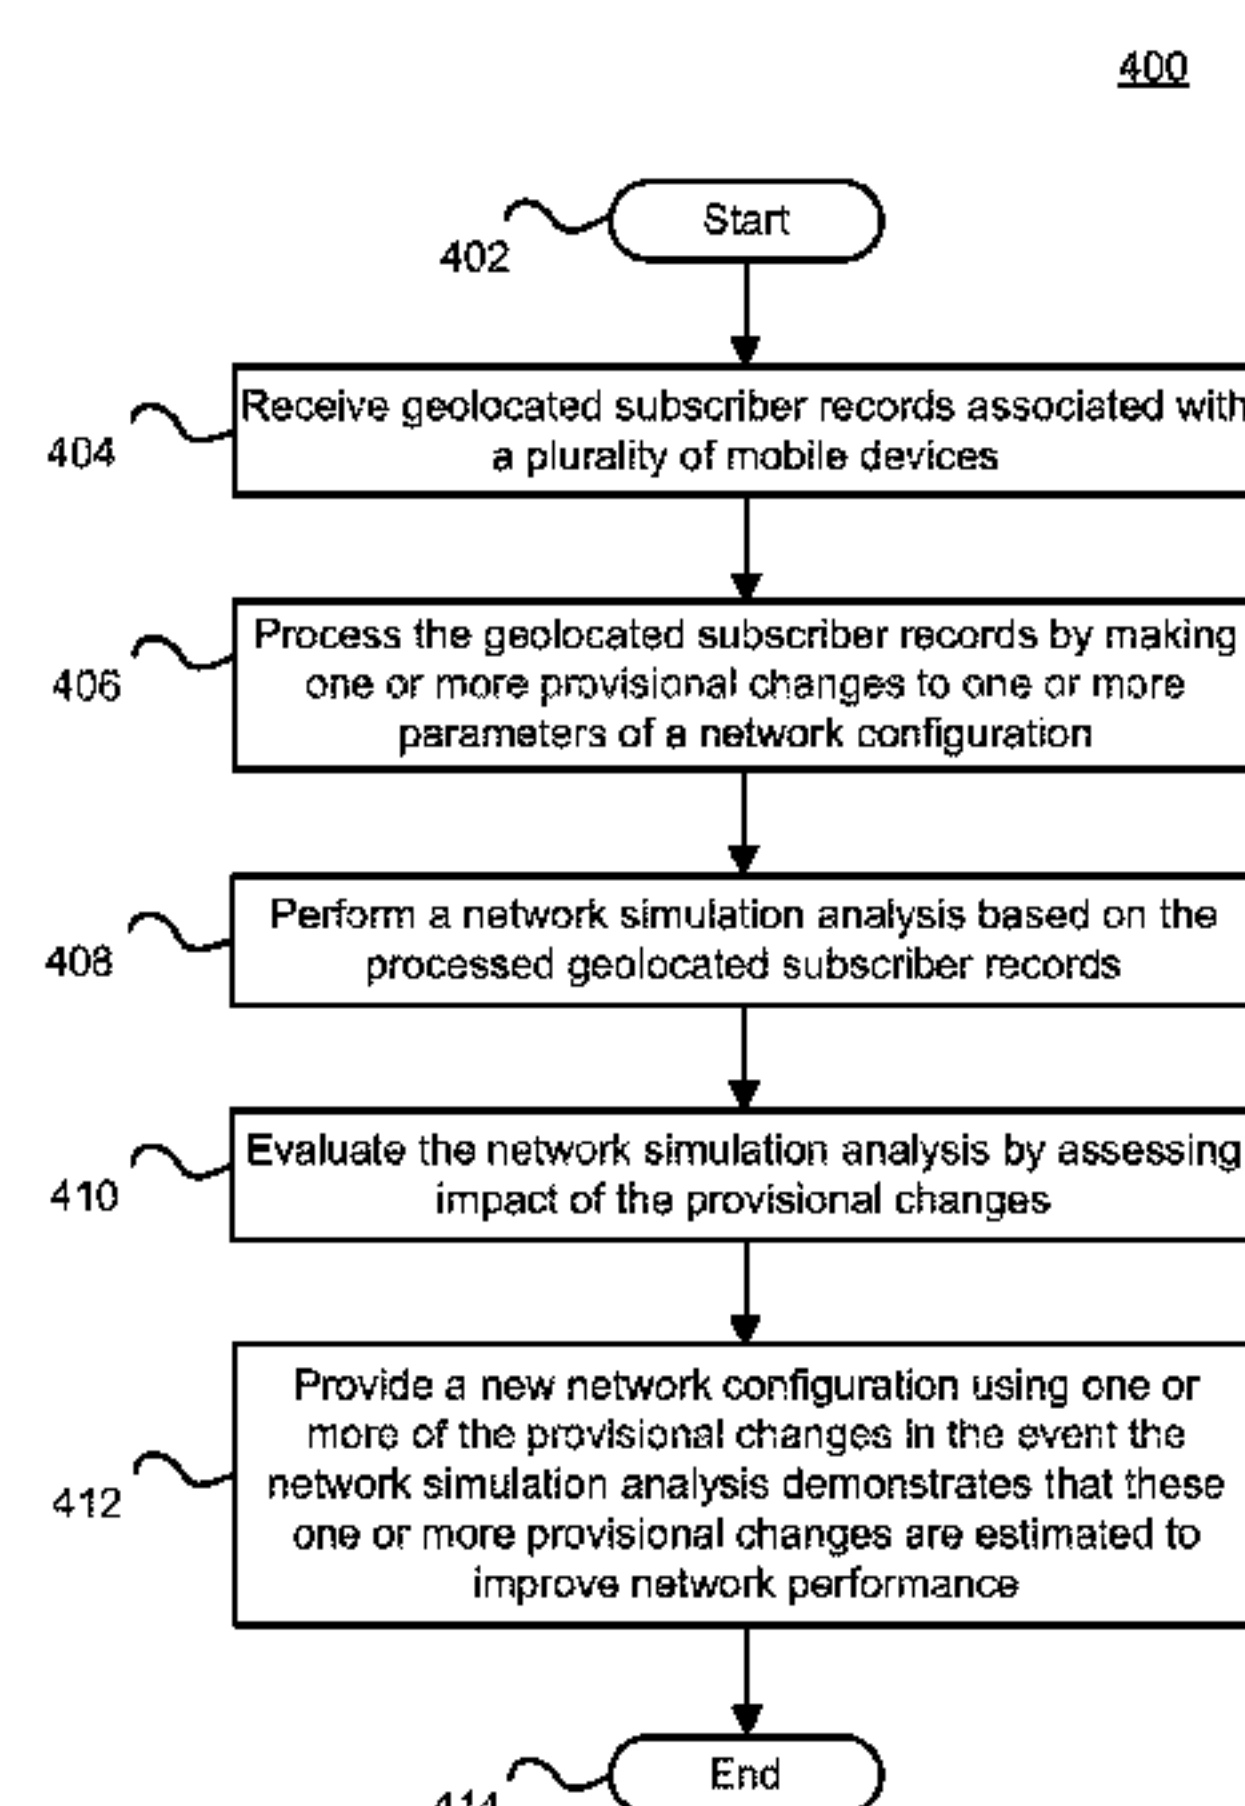 400
Start
402
Receive geolocated subscriber records associated with
a plurality of mobile devices
404
Process the geolocated subscriber records by making
one or more provisional changes to one or more
parameters of a network configuration
406
Perform a network simulation analysis based on the
processed geolocated subscriber records
408
Evaluate the network simulation analysis by assessing
impact of the provisional changes
410
Provide a new network configuration using one or
more of the provisional changes in the event the
network simulation analysis demonstrates that these
one or more provisional changes are estimated to
improve network performance
412
End